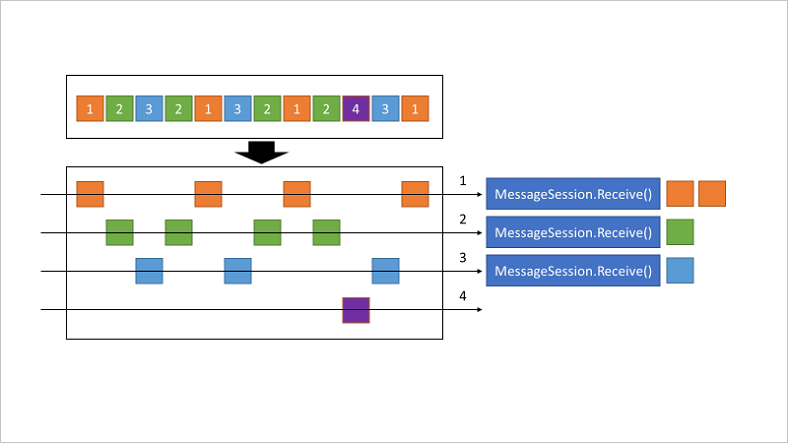 1 2 3 2 1 3 2 1 2 4 3 1
1
MessageSession.Receive()
2
MessageSession.Receive()
3
MessageSession.Receive()
4